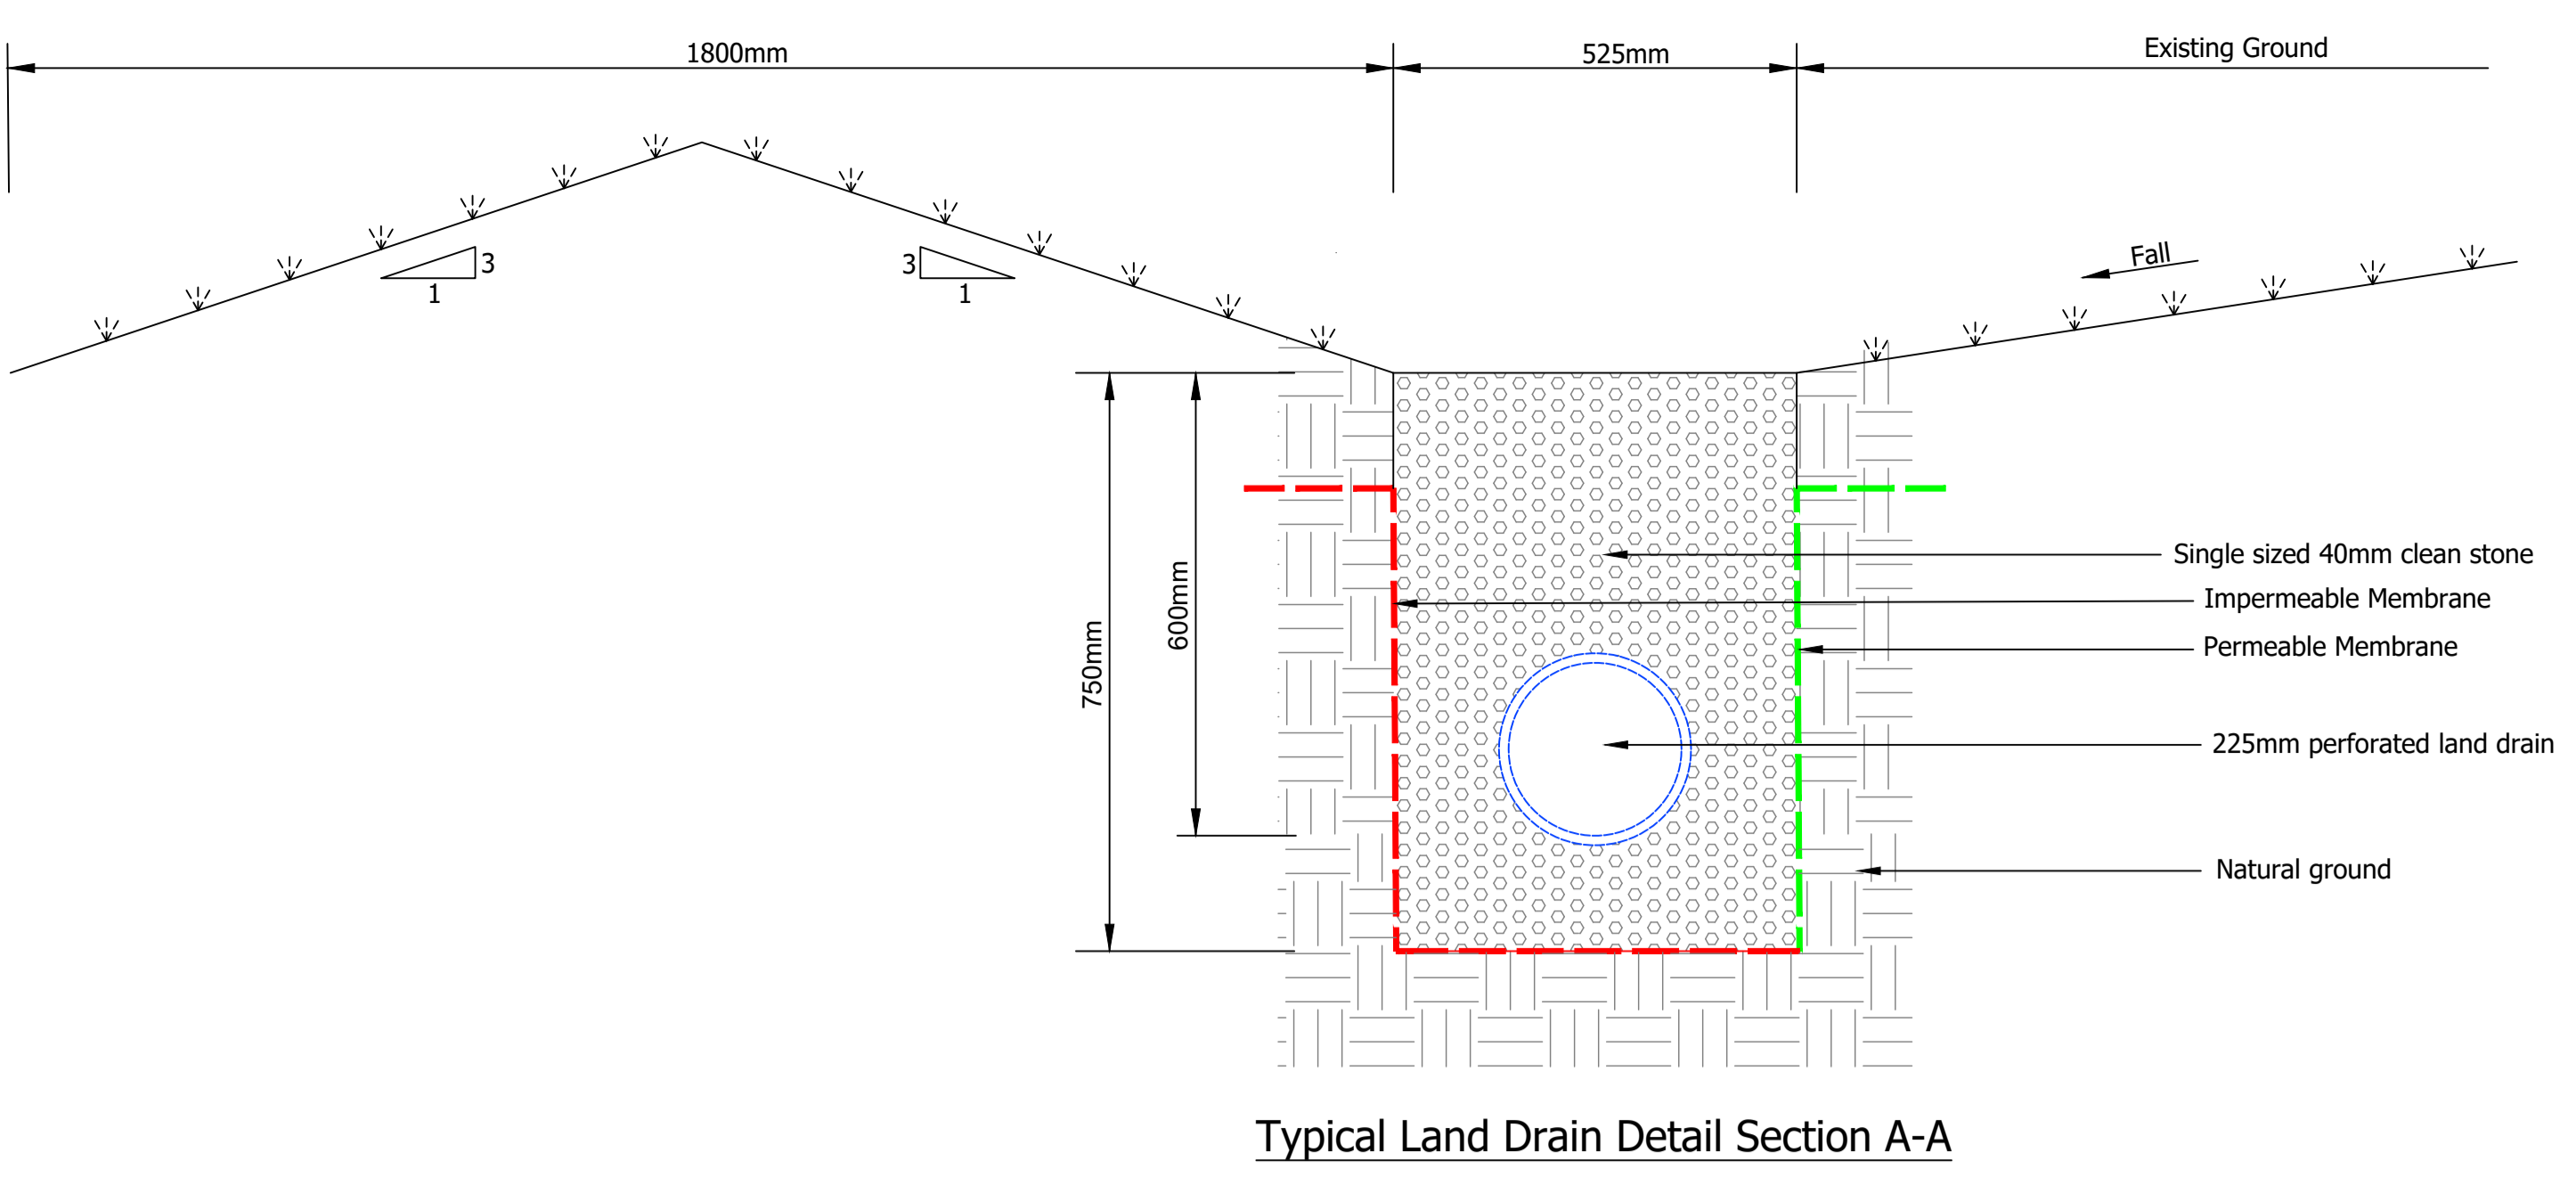 1800mm
525mm
Existing Ground
Fall
3
1
3
1
750mm
600mm
Single sized 40mm clean stone
Impermeable Membrane
Permeable Membrane
225mm perforated land drain
Natural ground
Typical Land Drain Detail Section A-A